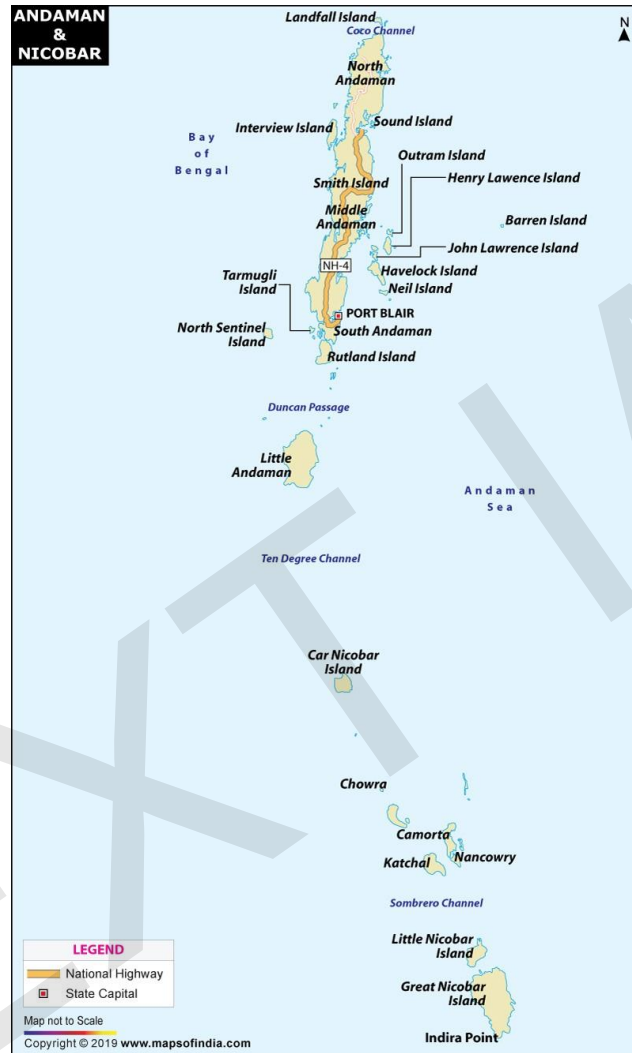 ANDAMAN
&
NICOBAR
N
Landfall Island
Coco Channel
North
Andaman
Sound Island
Interview Island
Bay
of
Bengal
Outram Island
Henry Lawence Island
Smith Island
Middle
Andaman
Barren Island
John Lawrence Island
NH-4
Havelock Island
Tarmugli
Island
Neil Island
PORT BLAIR
North Sentinel
Island
South Andaman
Rutland Island
Duncan Passage
Little
Andaman
Andaman
Sea
Ten Degree Channel
Car Nicobar
Island
Chowra
Camorta
Katchal
Nancowry
Sombrero Channel
Little Nicobar
Island
Great Nicobar
Island
Indira Point
LEGEND
National Highway
State Capital
Map not to Scale
Copyright © 2019 www.mapsofindia.com